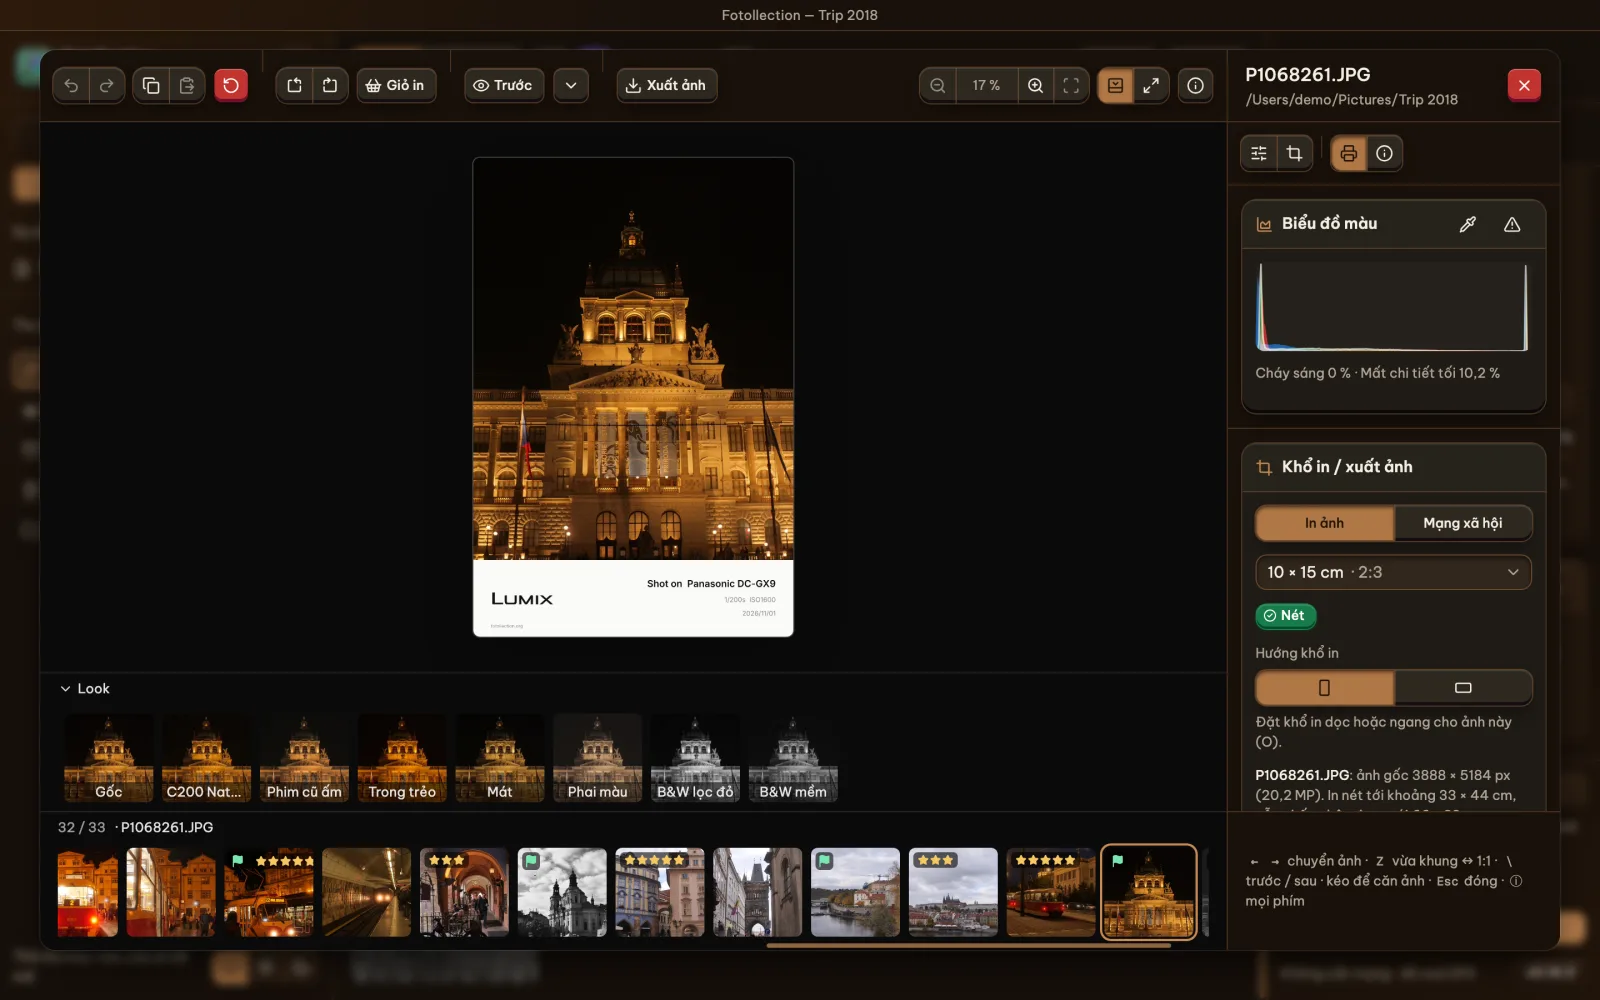 Fotollection — Trip 2018
Giỏ in
Trước
Xuất ảnh
17 %
P1068261.JPG
/Users/demo/Pictures/Trip 2018
Biểu đồ màu
Cháy sáng 0 % · Mất chi tiết tối 10,2 %
Khổ in / xuất ảnh
In ảnh
Mạng xã hội
10 × 15 cm · 2:3
Nét
Hướng khổ in
Đặt khổ in dọc hoặc ngang cho ảnh này
(O).
P1068261.JPG: ảnh gốc 3888 × 5184 px
(20,2 MP). In nét tới khoảng 33 × 44 cm,
Shot on Panasonic DC-GX9
LUMIX
1/200s ISO1600
Look
Gốc
C200 Nat...
Phim cũ ấm
Trong trẻo
Mát
Phai màu
B&W lọc đỏ
B&W mềm
32 / 33 · P1068261.JPG
← → chuyển ảnh · Z vừa khung ↔ 1:1 · \
trước / sau · kéo để căn ảnh · Esc đóng · ⓘ
mọi phím